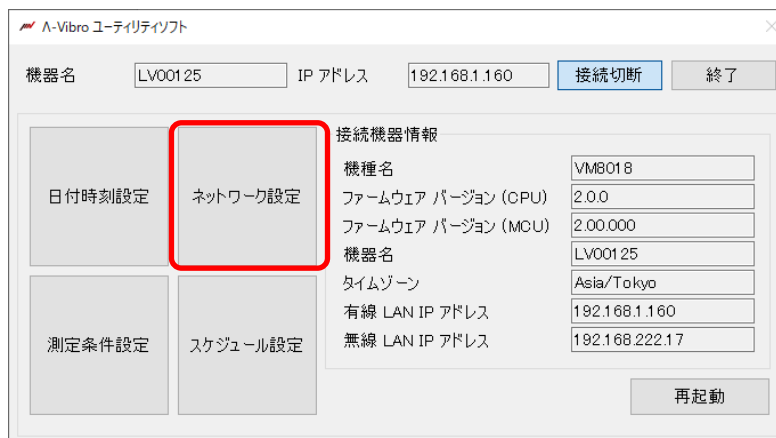 Λ-Vibro ユーティリティソフト
機器名 LV00125 IP アドレス 192.168.1.160 接続切断 終了
接続機器情報
日付時刻設定 ネットワーク設定
機種名 VM8018
ファームウェア バージョン (CPU) 2.0.0
ファームウェア バージョン (MCU) 2.00.000
機器名 LV00125
タイムゾーン Asia/Tokyo
有線 LAN IP アドレス 192.168.1.160
無線 LAN IP アドレス 192.168.222.17
測定条件設定 スケジュール設定
再起動